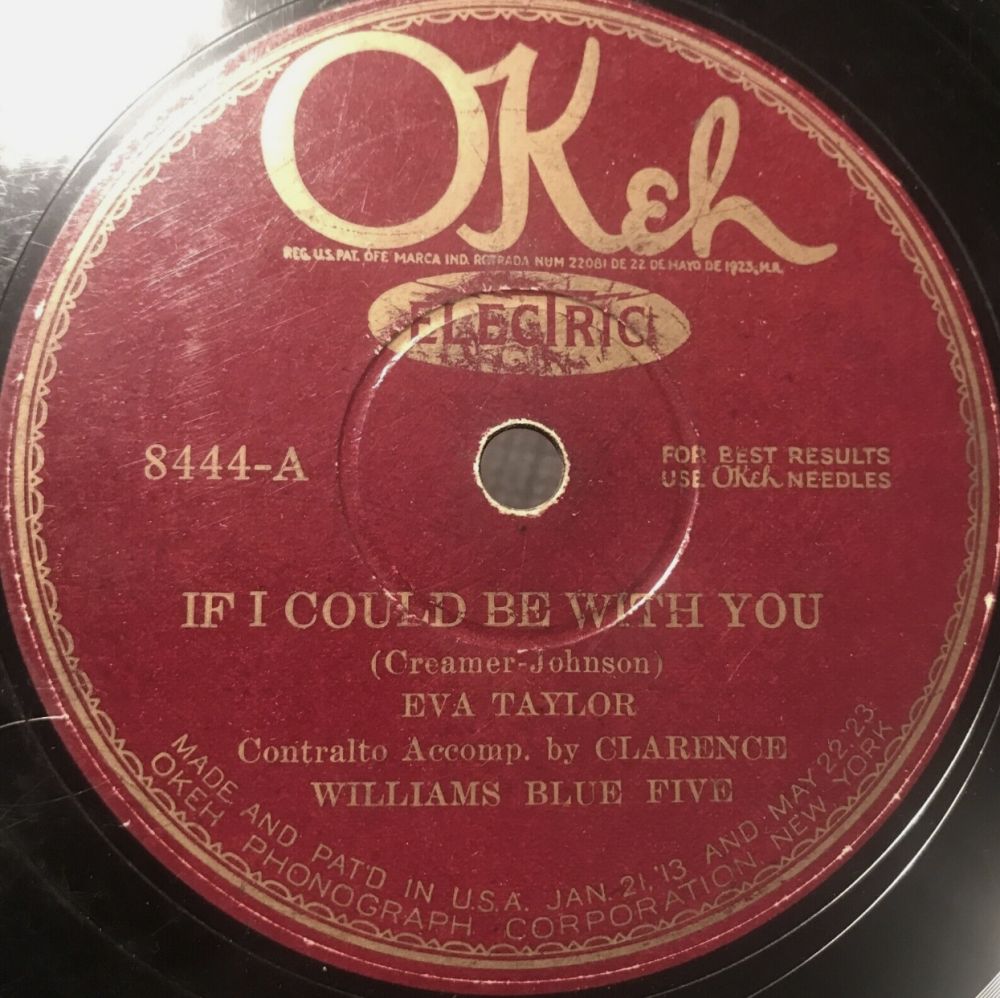 OKeh
REG. U.S. PAT. OFF. MARCA IND. RGTRADA NUM 22081 DE 22 DE MAYO DE 1923, M.R.
ELECTRIC
8444-A
FOR BEST RESULTS
USE OKeh NEEDLES
IF I COULD BE WITH YOU
(Creamer-Johnson)
EVA TAYLOR
Contralto Accomp. by CLARENCE
WILLIAMS BLUE FIVE
MADE AND PAT'D IN U.S.A. JAN. 21, '13 AND MAY 22, 23.
OKEH PHONOGRAPH CORPORATION, NEW YORK